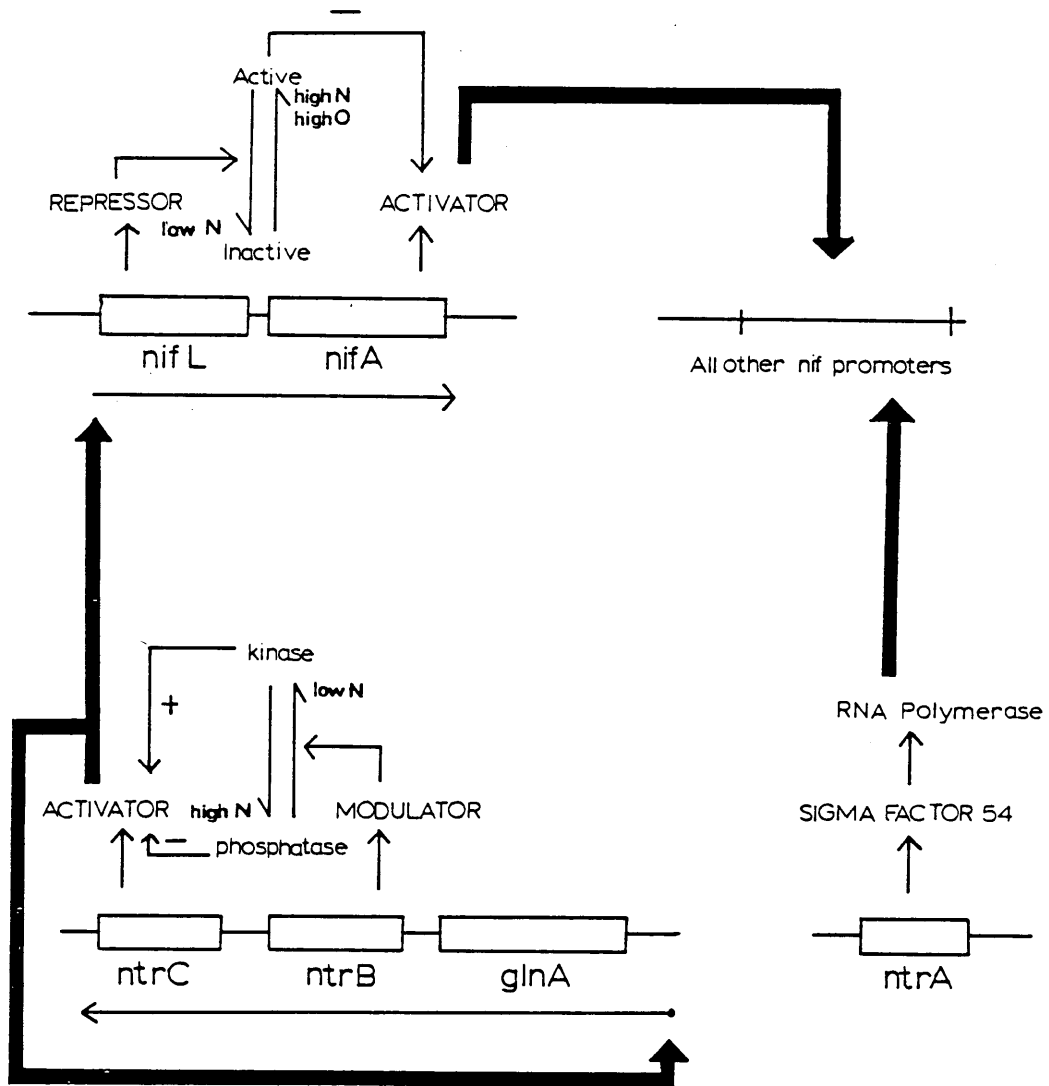 −
Active
high N
high O
REPRESSOR
ACTIVATOR
low N
Inactive
nifL
nifA
All other nif promoters
kinase
+
low N
RNA Polymerase
ACTIVATOR
high N
MODULATOR
SIGMA FACTOR 54
−
phosphatase
ntrC
ntrB
glnA
ntrA